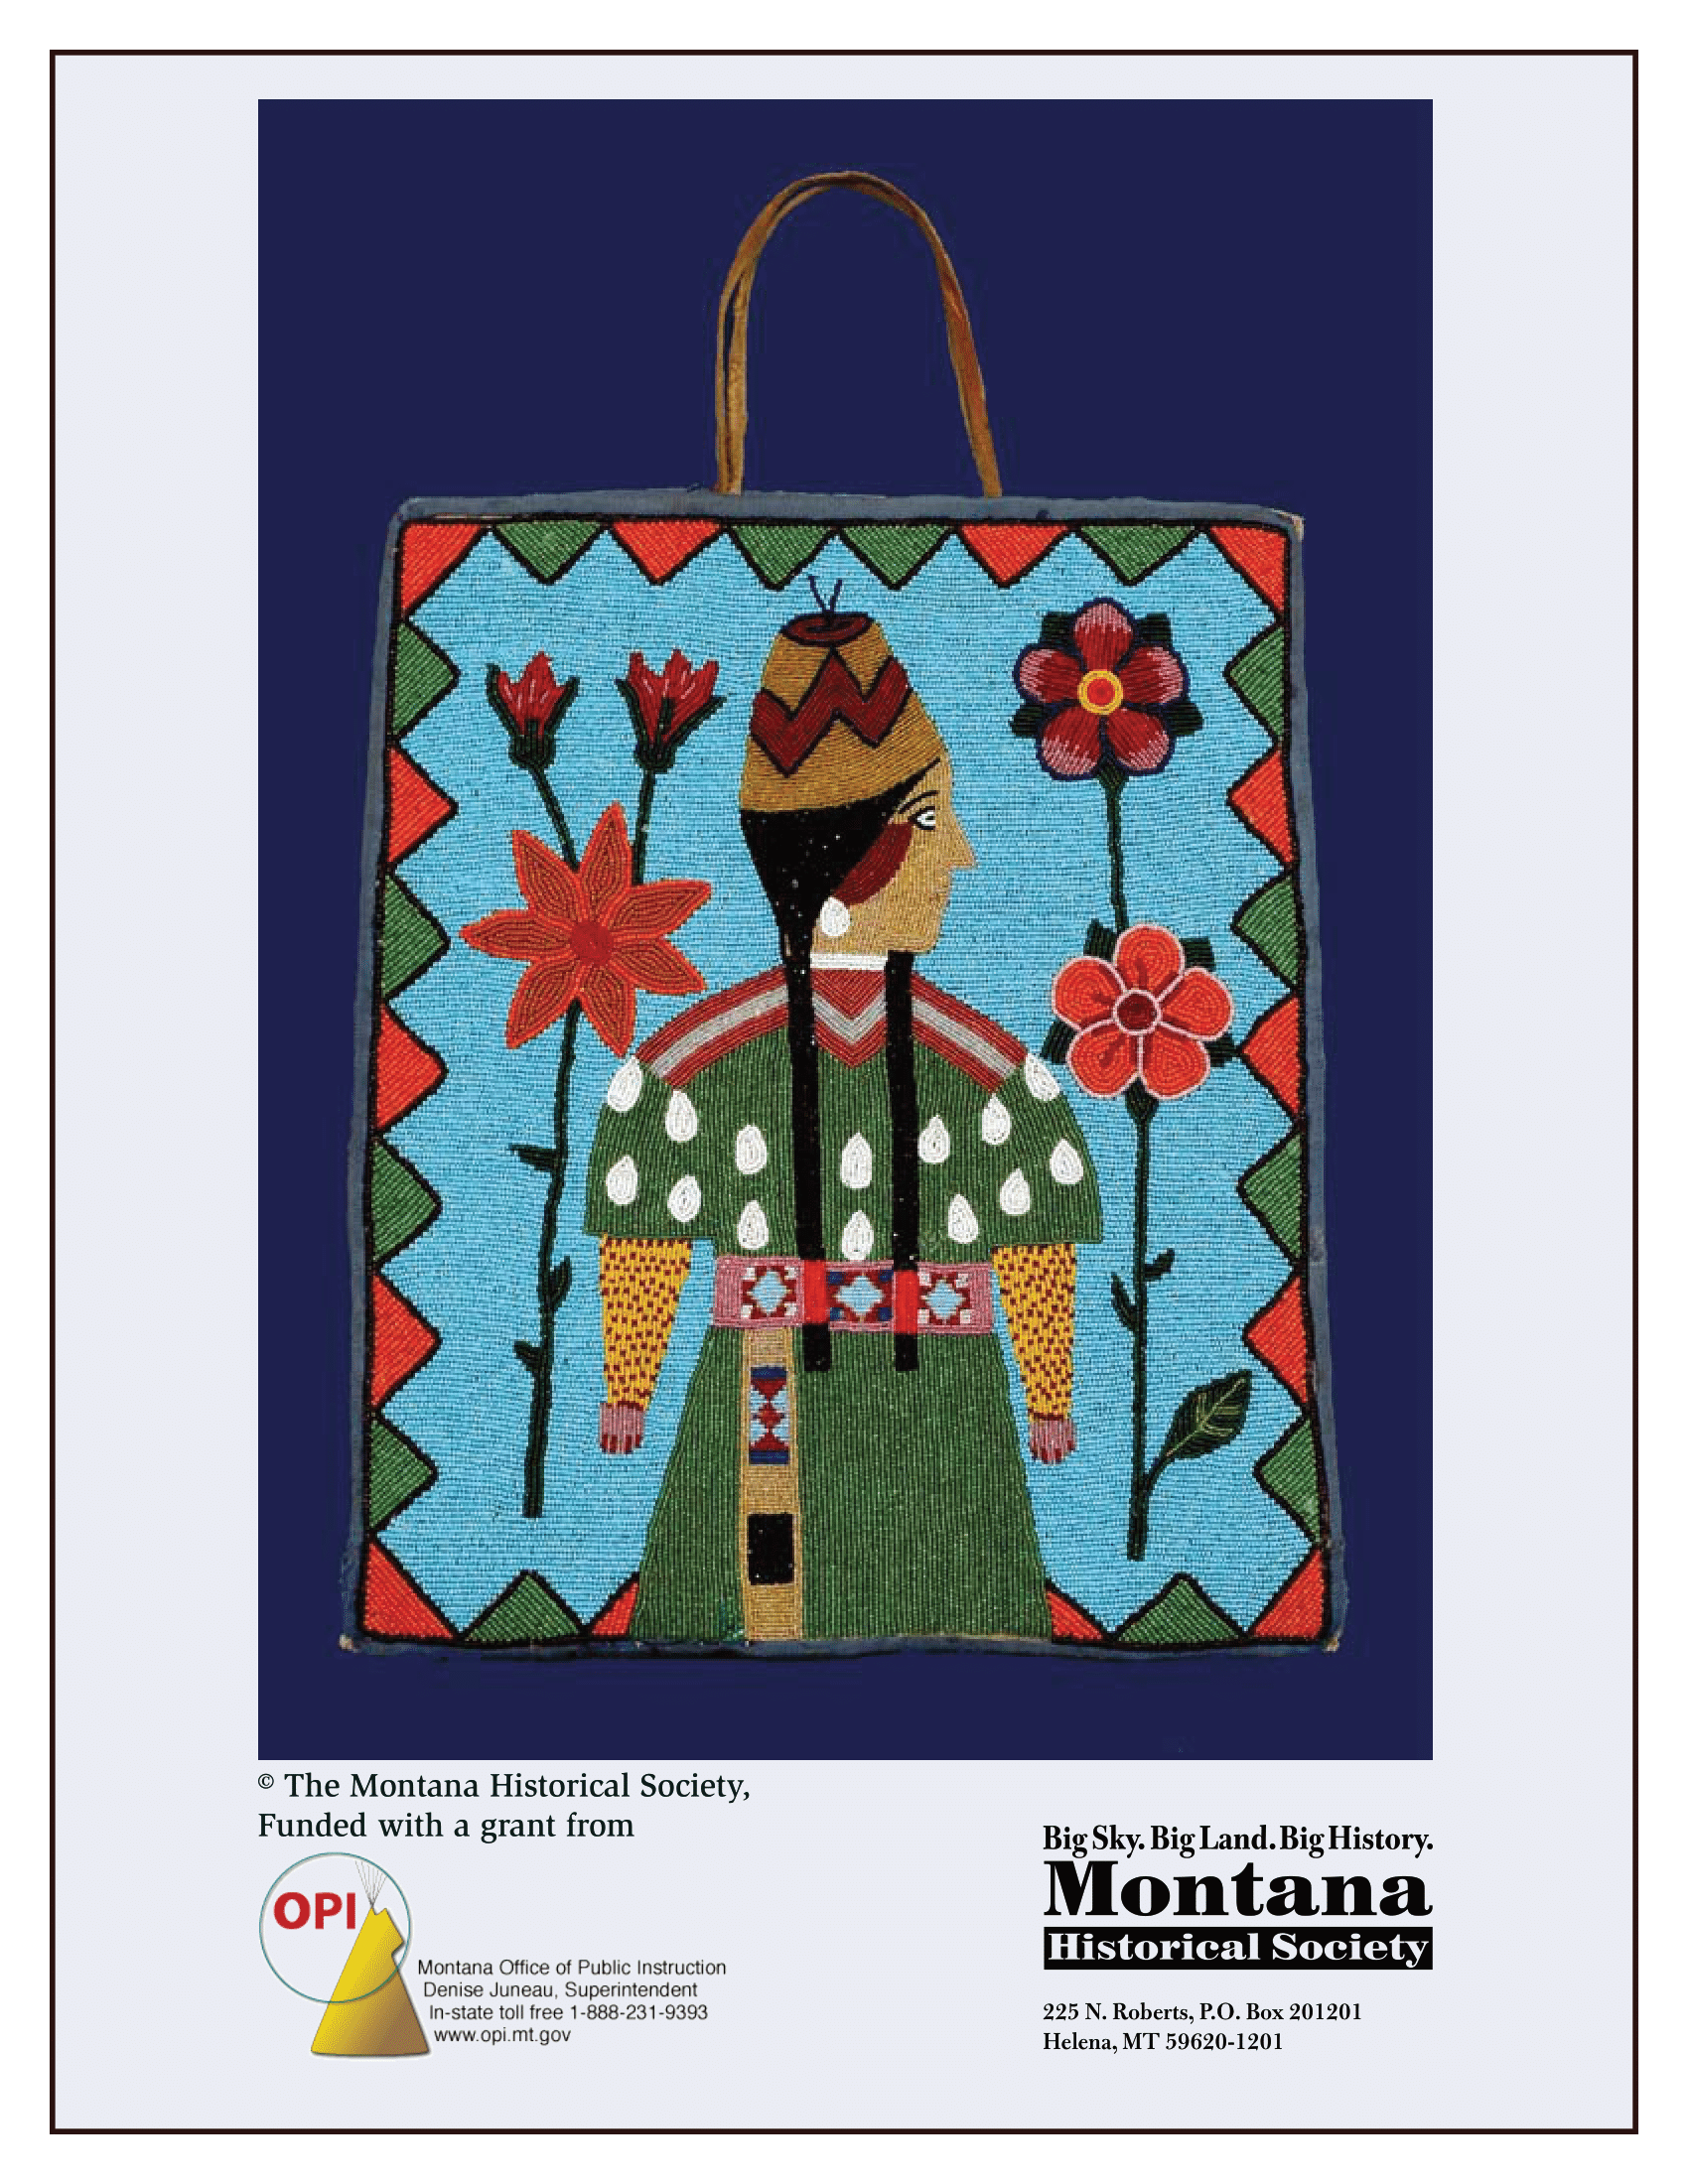 © The Montana Historical Society,
Funded with a grant from
OPI
Montana Office of Public Instruction
Denise Juneau, Superintendent
In-state toll free 1-888-231-9393
www.opi.mt.gov
Big Sky. Big Land. Big History.
Montana
Historical Society
225 N. Roberts, P.O. Box 201201
Helena, MT 59620-1201